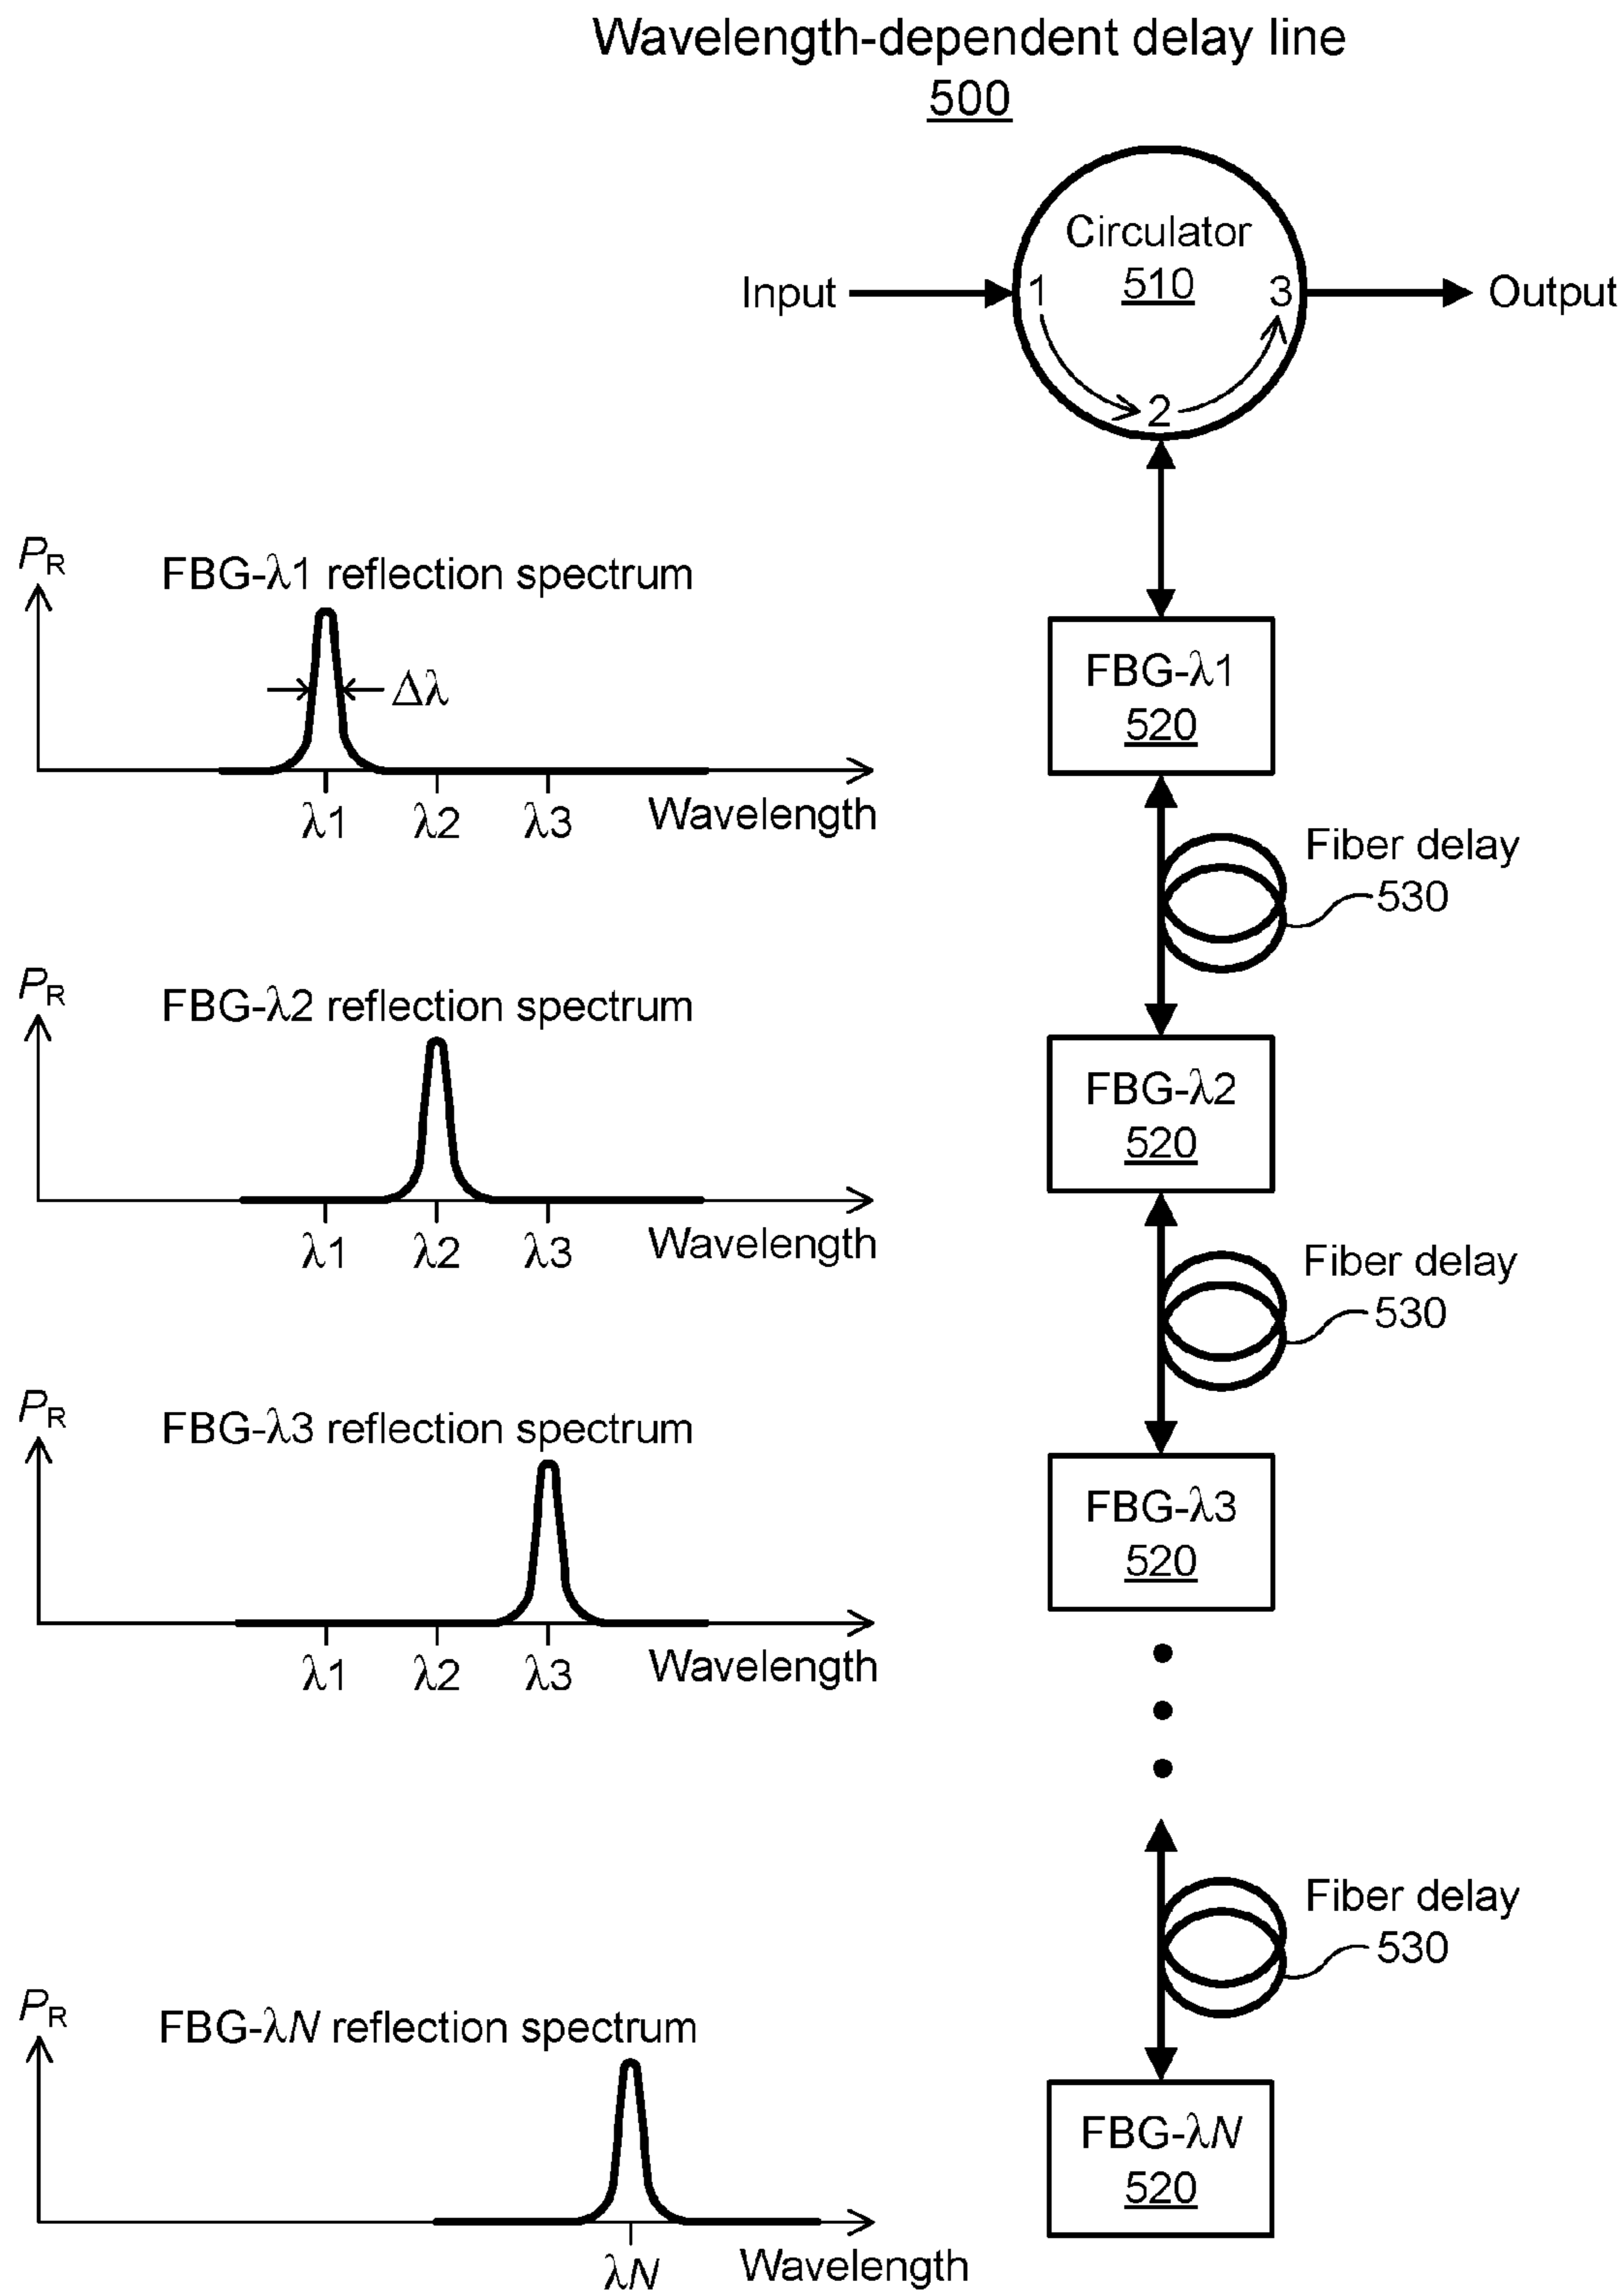 Wavelength-dependent delay line
500
Circulator
510
Input
1
3
Output
2
PR
FBG-λ1 reflection spectrum
Δλ
λ1 λ2 λ3 Wavelength
FBG-λ1
520
Fiber delay
530
PR
FBG-λ2 reflection spectrum
λ1 λ2 λ3 Wavelength
FBG-λ2
520
Fiber delay
530
PR
FBG-λ3 reflection spectrum
λ1 λ2 λ3 Wavelength
FBG-λ3
520
Fiber delay
530
PR
FBG-λN reflection spectrum
λN Wavelength
FBG-λN
520